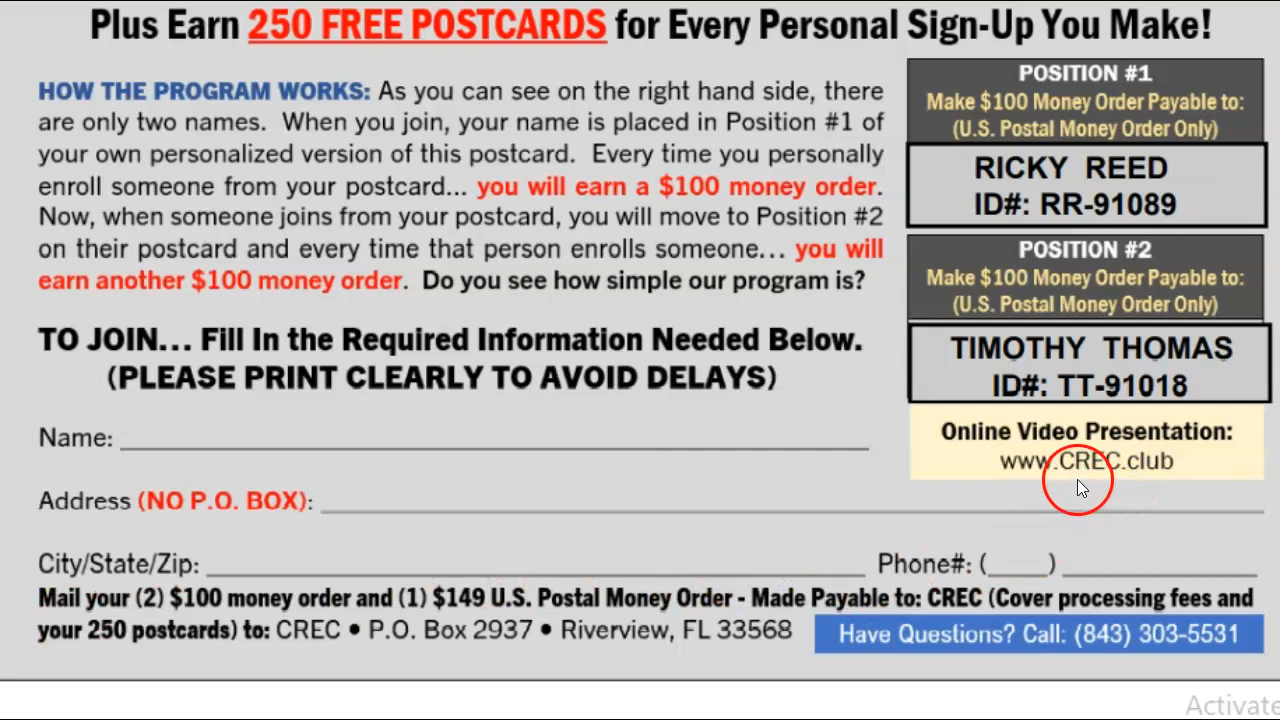 Plus Earn 250 FREE POSTCARDS for Every Personal Sign-Up You Make!
HOW THE PROGRAM WORKS: As you can see on the right hand side, there
are only two names. When you join, your name is placed in Position #1 of
your own personalized version of this postcard. Every time you personally
enroll someone from your postcard... you will earn a $100 money order.
Now, when someone joins from your postcard, you will move to Position #2
on their postcard and every time that person enrolls someone... you will
earn another $100 money order. Do you see how simple our program is?
POSITION #1
Make $100 Money Order Payable to:
(U.S. Postal Money Order Only)
RICKY REED
ID#: RR-91089
POSITION #2
Make $100 Money Order Payable to:
(U.S. Postal Money Order Only)
TIMOTHY THOMAS
ID#: TT-91018
Online Video Presentation:
www.CREC.club
TO JOIN... Fill In the Required Information Needed Below.
(PLEASE PRINT CLEARLY TO AVOID DELAYS)
Name:
Address (NO P.O. BOX):
City/State/Zip: Phone#: (____)
Mail your (2) $100 money order and (1) $149 U.S. Postal Money Order - Made Payable to: CREC (Cover processing fees and
your 250 postcards) to: CREC • P.O. Box 2937 • Riverview, FL 33568
Have Questions? Call: (843) 303-5531
Activate